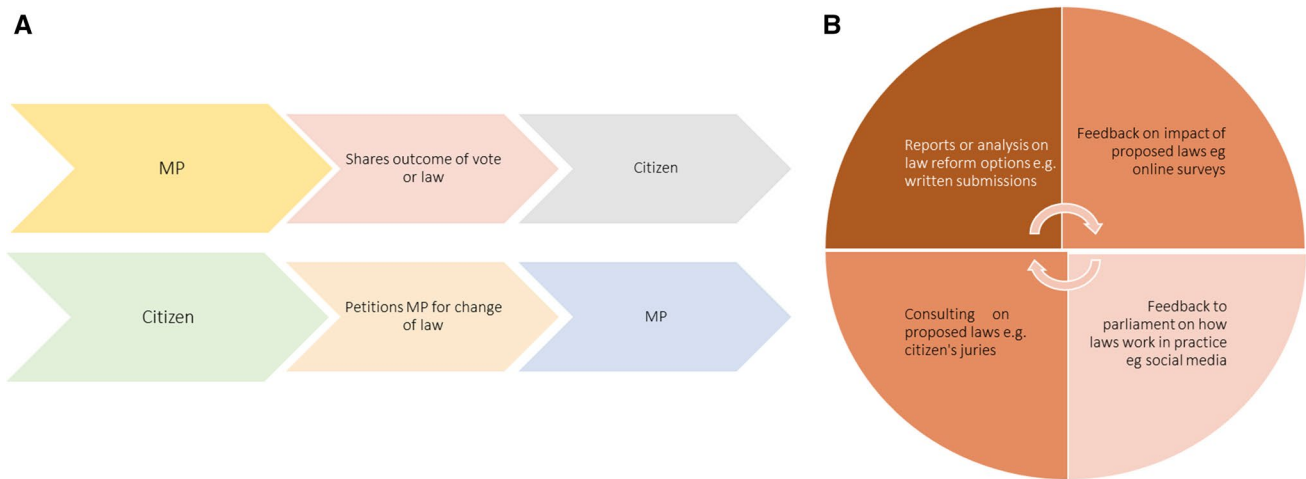 A
MP
Shares outcome of vote
or law
Citizen
Citizen
Petitions MP for change
of law
MP
B
Reports or analysis on
law reform options e.g.
written submissions
Feedback on impact of
proposed laws eg
online surveys
Consulting on
proposed laws e.g.
citizen's juries
Feedback to
parliament on how
laws work in practice
eg social media